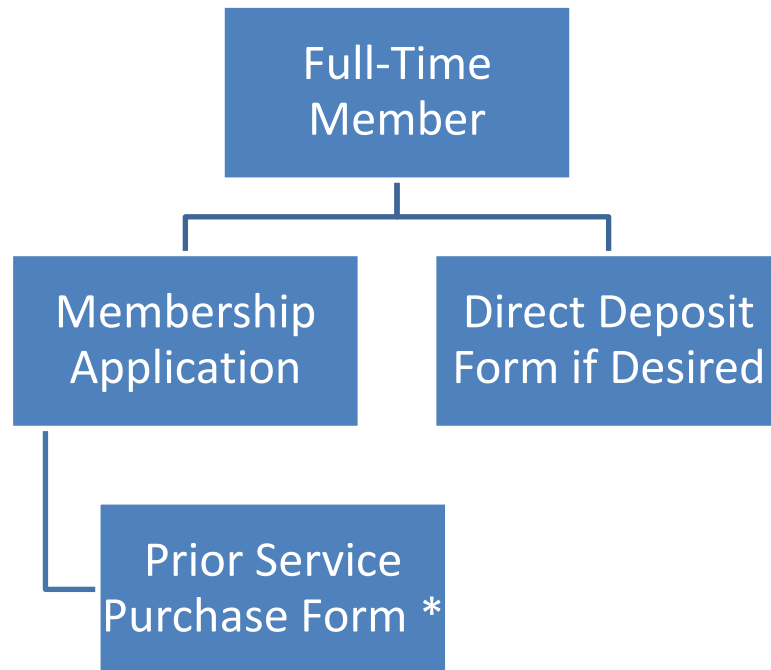 Full-Time
Member
Membership
Application
Direct Deposit
Form if Desired
Prior Service
Purchase Form *